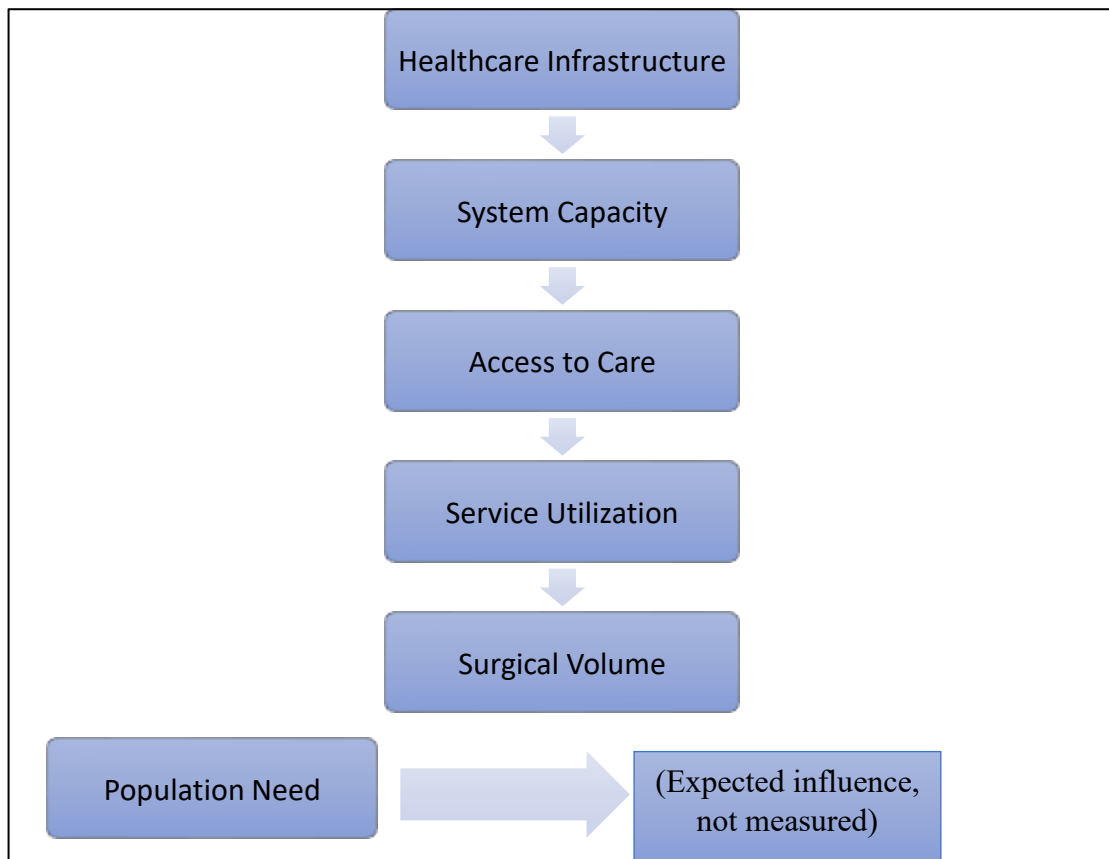 Healthcare Infrastructure
System Capacity
Access to Care
Service Utilization
Surgical Volume
Population Need
(Expected influence,
not measured)